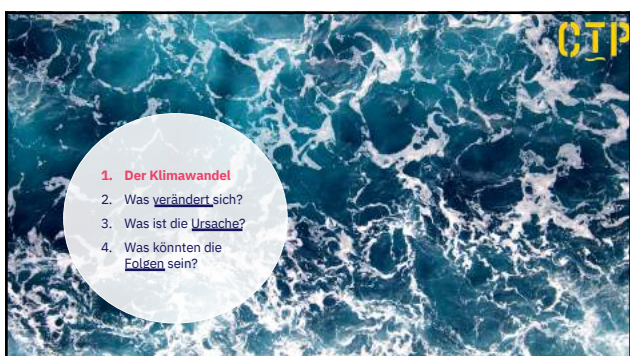 CTP
1. Der Klimawandel
2. Was verändert sich?
3. Was ist die Ursache?
4. Was könnten die
Folgen sein?